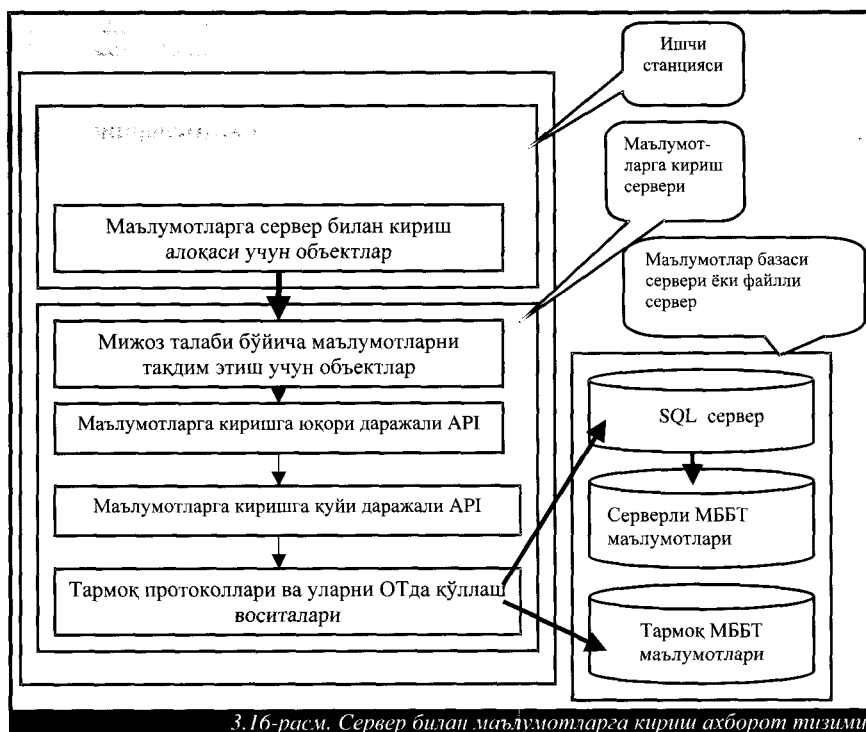 Ишчи
станцияси
Маълумот-
ларга кириш
сервери
Маълумотларга сервер билан кириш
алоқаси учун объектлар
Маълумотлар базаси
сервери ёки файлли
сервер
Мижоз талаби бўйича маълумотларни
тақдим этиш учун объектлар
Маълумотларга киришга юқори даражали API
Маълумотларга киришга қуйи даражали API
Тармоқ протоколлари ва уларни ОТда қўллаш
воситалари
SQL сервер
Серверли МББТ
маълумотлари
Тармоқ МББТ
маълумотлари
3.16-расм. Сервер билан маълумотларга кириш ахборот тизими